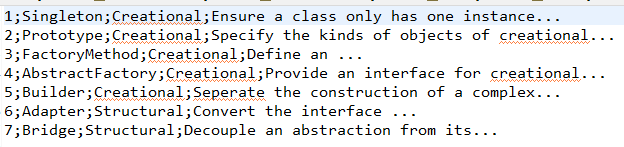 1;Singleton;Creational;Ensure a class only has one instance...
2;Prototype;Creational;Specify the kinds of objects of creational...
3;FactoryMethod;Creational;Define an ...
4;AbstractFactory;Creational;Provide an interface for creational...
5;Builder;Creational;Seperate the construction of a complex...
6;Adapter;Structural;Convert the interface ...
7;Bridge;Structural;Decouple an abstraction from its...